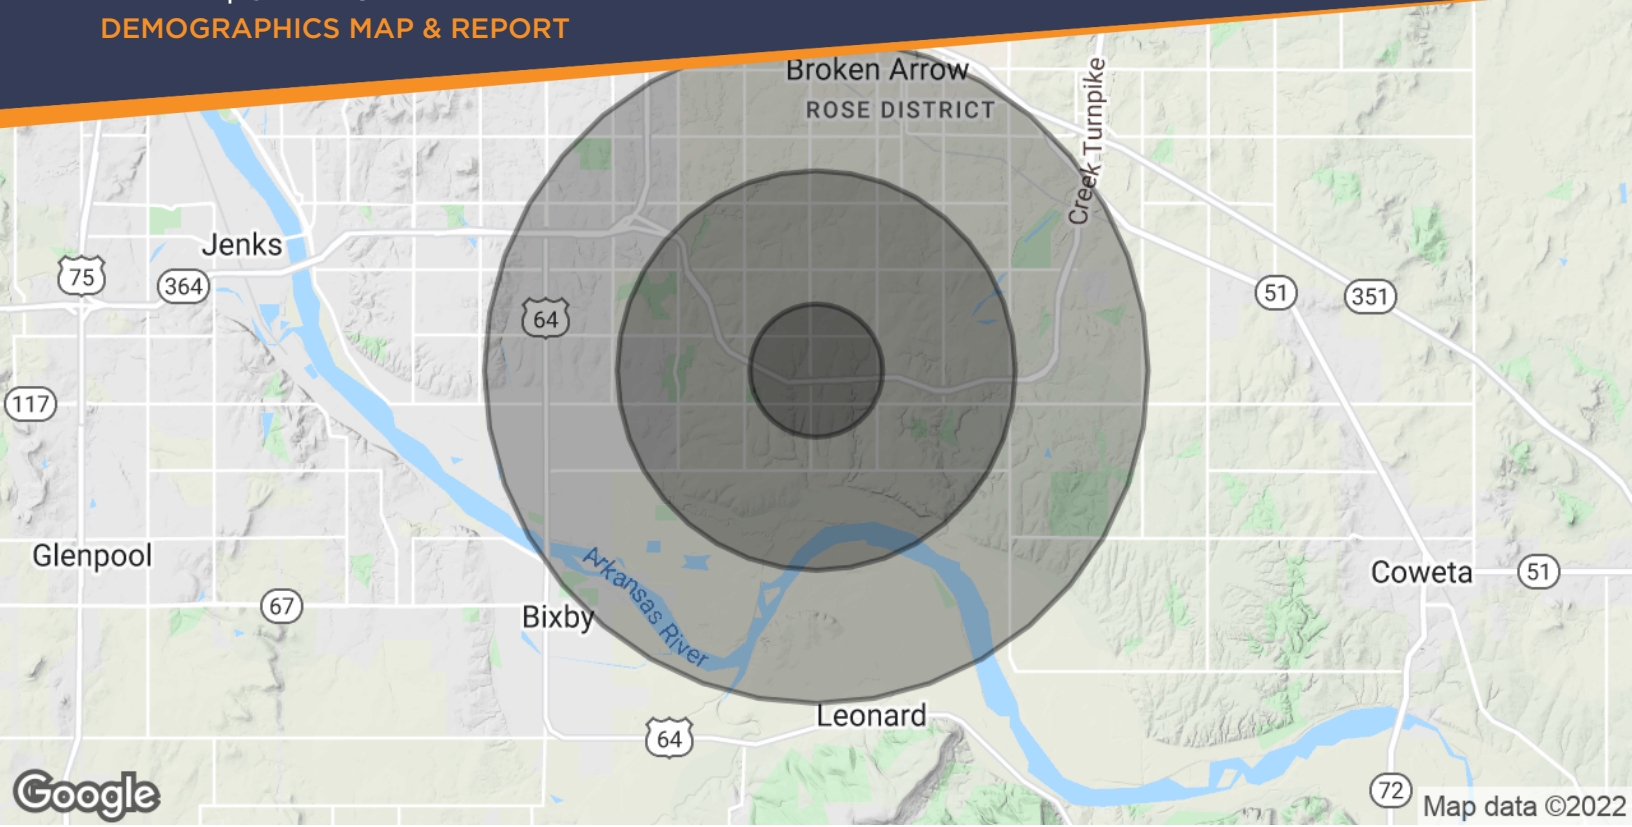 DEMOGRAPHICS MAP & REPORT
Broken Arrow
ROSE DISTRICT
Creek Turnpike
Jenks
75
364
64
51
351
117
Glenpool
67
Arkansas River
Bixby
Coweta
51
Leonard
64
72
Google
Map data ©2022